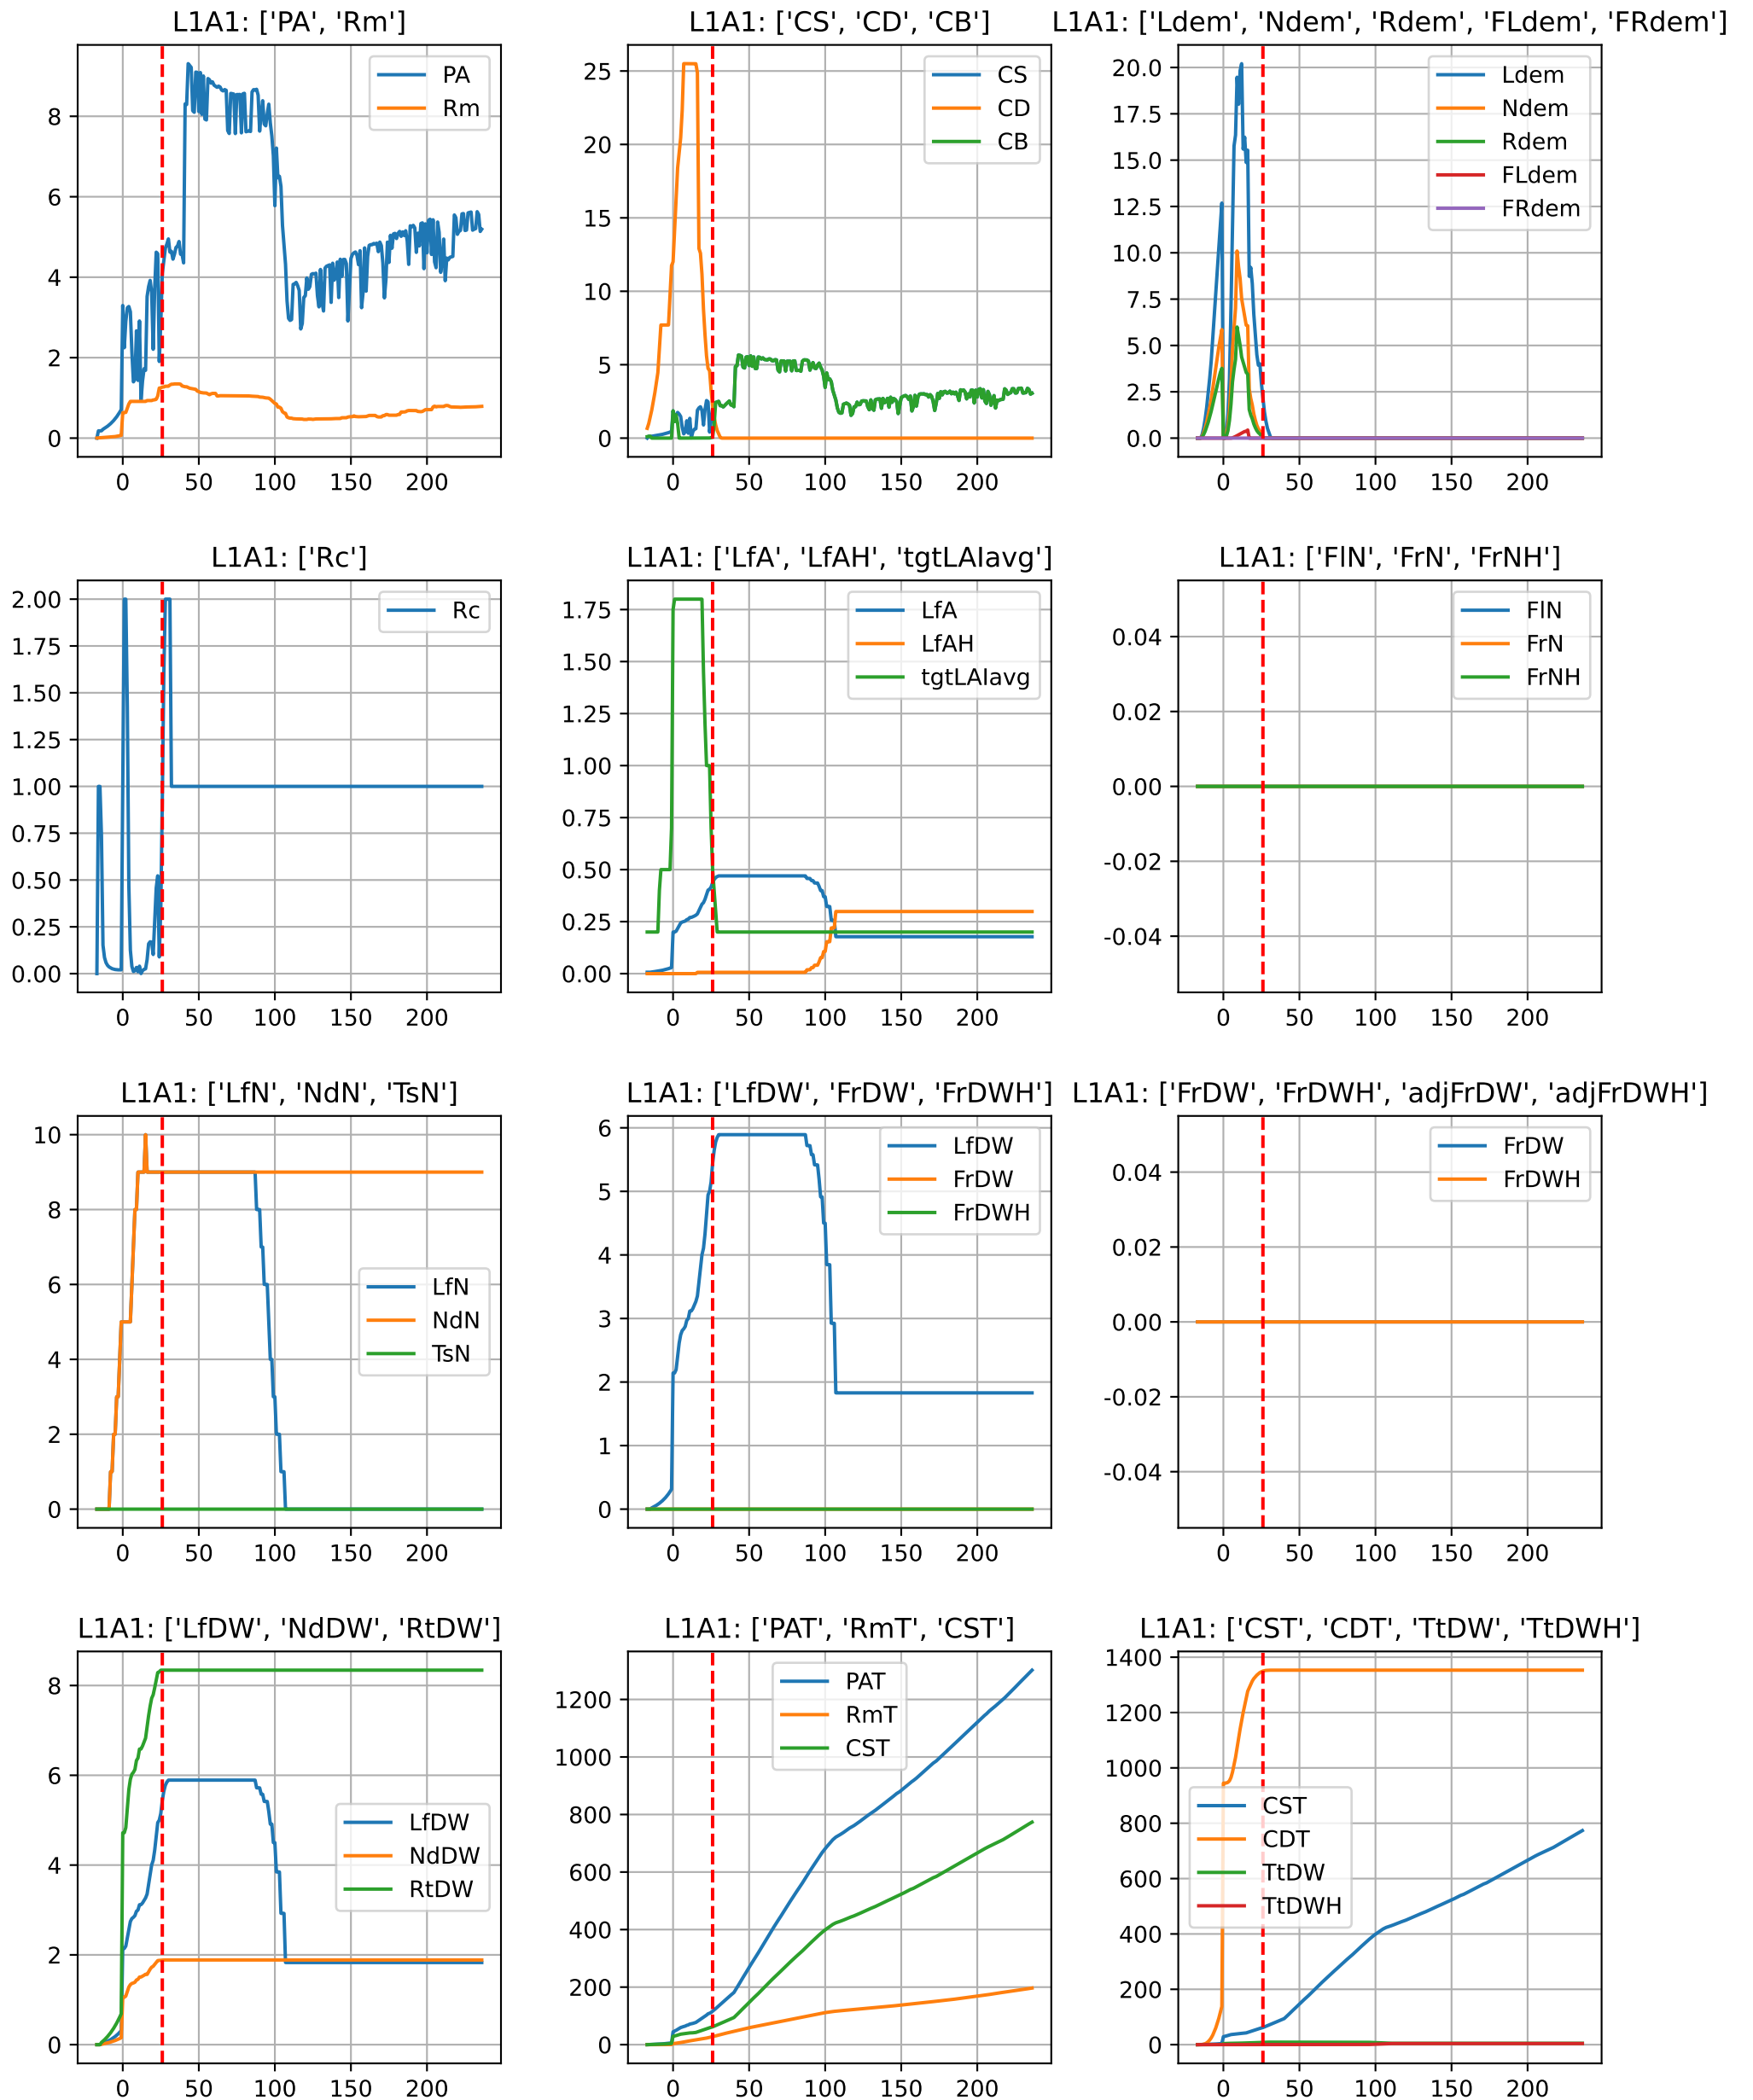 L1A1: ['PA', 'Rm']
8
6
4
2
0
0 50 100 150 200
PA
Rm
L1A1: ['CS', 'CD', 'CB']
25
20
15
10
5
0
0 50 100 150 200
CS
CD
CB
L1A1: ['Ldem', 'Ndem', 'Rdem', 'FLdem', 'FRdem']
20.0
17.5
15.0
12.5
10.0
7.5
5.0
2.5
0.0
0 50 100 150 200
Ldem
Ndem
Rdem
FLdem
FRdem
L1A1: ['Rc']
2.00
1.75
1.50
1.25
1.00
0.75
0.50
0.25
0.00
0 50 100 150 200
Rc
L1A1: ['LfA', 'LfAH', 'tgtLAIavg']
1.75
1.50
1.25
1.00
0.75
0.50
0.25
0.00
0 50 100 150 200
LfA
LfAH
tgtLAIavg
L1A1: ['FlN', 'FrN', 'FrNH']
0.04
0.02
0.00
-0.02
-0.04
0 50 100 150 200
FlN
FrN
FrNH
L1A1: ['LfN', 'NdN', 'TsN']
10
8
6
4
2
0
0 50 100 150 200
LfN
NdN
TsN
L1A1: ['LfDW', 'FrDW', 'FrDWH']
6
5
4
3
2
1
0
0 50 100 150 200
LfDW
FrDW
FrDWH
L1A1: ['FrDW', 'FrDWH', 'adjFrDW', 'adjFrDWH']
0.04
0.02
0.00
-0.02
-0.04
0 50 100 150 200
FrDW
FrDWH
L1A1: ['LfDW', 'NdDW', 'RtDW']
8
6
4
2
0
0 50 100 150 200
LfDW
NdDW
RtDW
L1A1: ['PAT', 'RmT', 'CST']
1200
1000
800
600
400
200
0
0 50 100 150 200
PAT
RmT
CST
L1A1: ['CST', 'CDT', 'TtDW', 'TtDWH']
1400
1200
1000
800
600
400
200
0
0 50 100 150 200
CST
CDT
TtDW
TtDWH